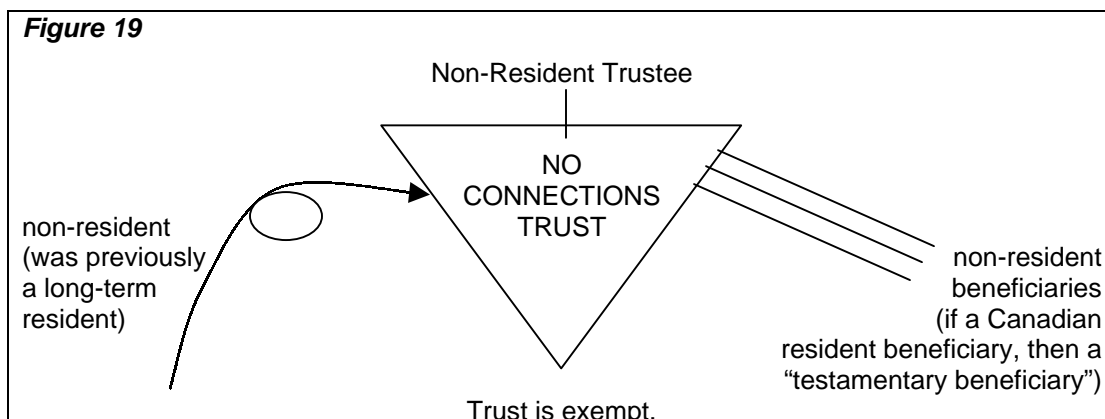 Figure 19
Non-Resident Trustee
NO
CONNECTIONS
TRUST
non-resident
(was previously
a long-term
resident)
non-resident
beneficiaries
(if a Canadian
resident beneficiary, then a
“testamentary beneficiary”)
Trust is exempt.